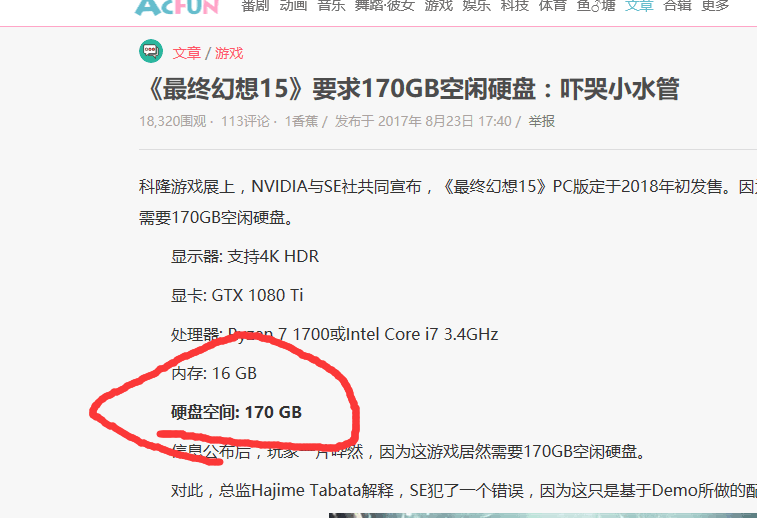 ACFUN 番剧 动画 音乐 舞蹈·彼女 游戏 娱乐 科技 体育 鱼♂塘 文章 合辑 更多
文章 / 游戏
《最终幻想15》要求170GB空闲硬盘：吓哭小水管
18,320围观 · 113评论 · 1香蕉 / 发布于 2017年 8月23日 17:40 / 举报
科隆游戏展上，NVIDIA与SE社共同宣布，《最终幻想15》PC版定于2018年初发售。因为
需要170GB空闲硬盘。
显示器: 支持4K HDR
显卡: GTX 1080 Ti
处理器: Ryzen 7 1700或Intel Core i7 3.4GHz
内存: 16 GB
硬盘空间: 170 GB
信息公布后，玩家一片哗然，因为这游戏居然需要170GB空闲硬盘。
对此，总监Hajime Tabata解释，SE犯了一个错误，因为这只是基于Demo所做的配